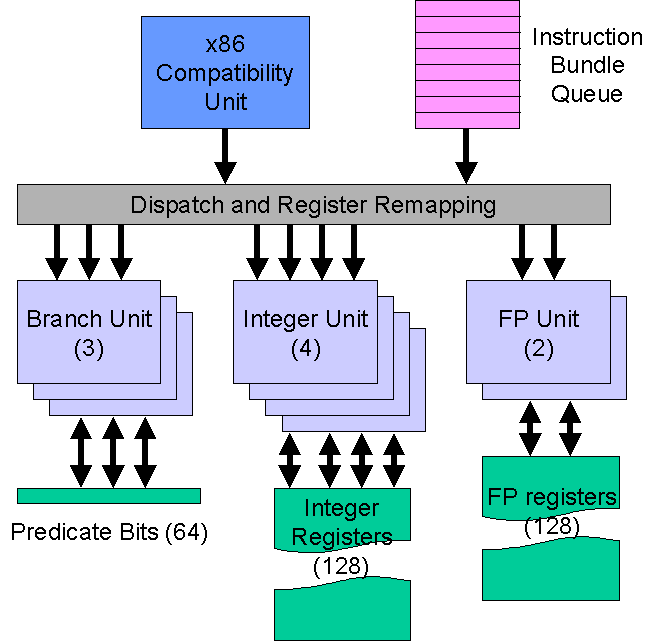 x86
Compatibility
Unit
Instruction
Bundle
Queue
Dispatch and Register Remapping
Branch Unit
(3)
Integer Unit
(4)
FP Unit
(2)
Predicate Bits (64)
Integer
Registers
(128)
FP registers
(128)